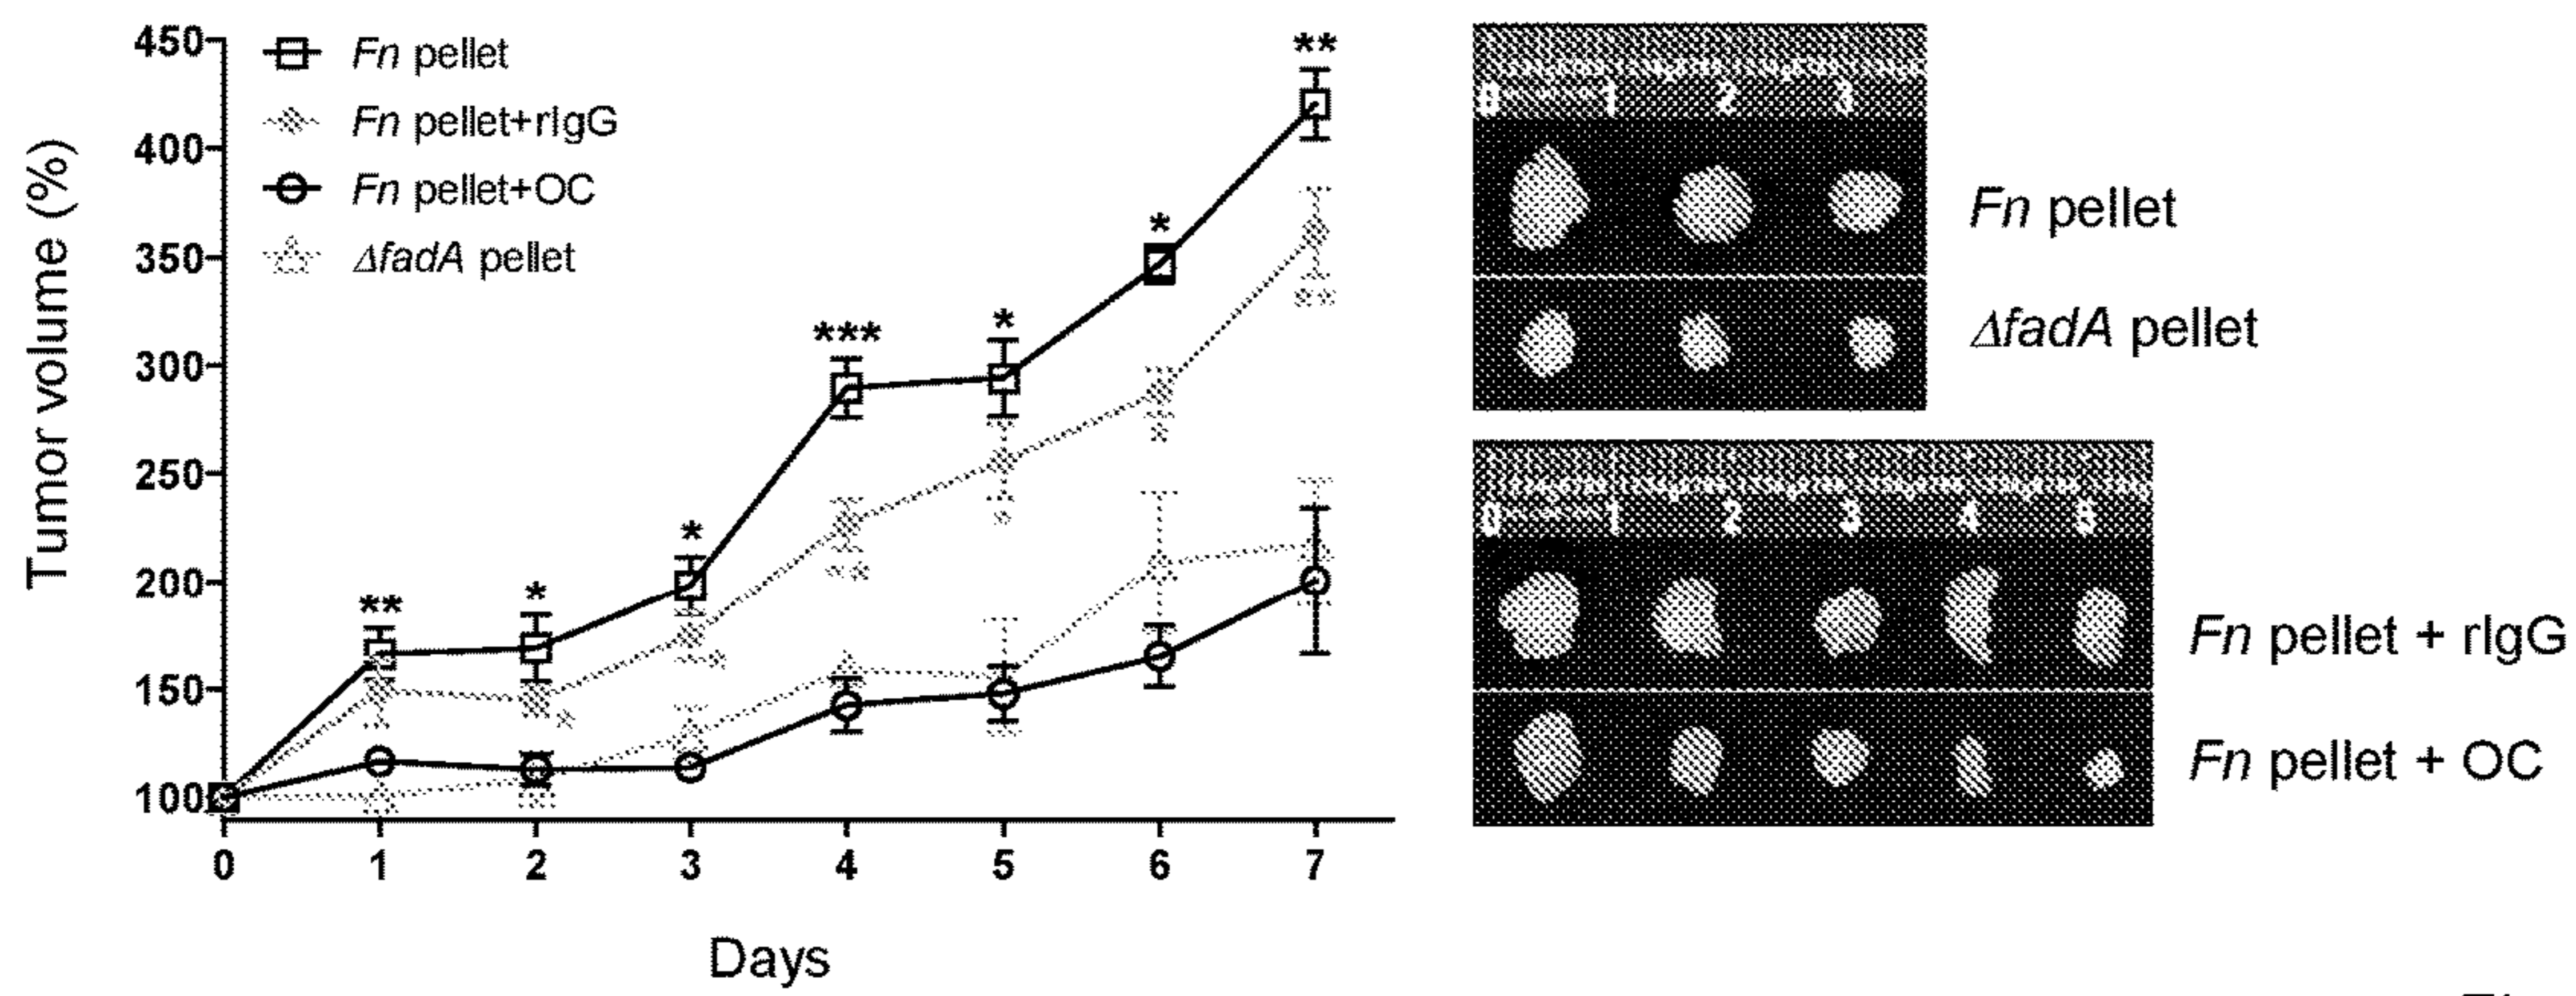 Tumor volume (%)
450
400
350
300
250
200
150
100
Fn pellet
Fn pellet+rIgG
Fn pellet+OC
ΔfadA pellet
** * * *** * * **
* * ** * * **
0 1 2 3 4 5 6 7
Days
0 1 2 3
Fn pellet
ΔfadA pellet
0 1 2 3 4 5
Fn pellet + rIgG
Fn pellet + OC